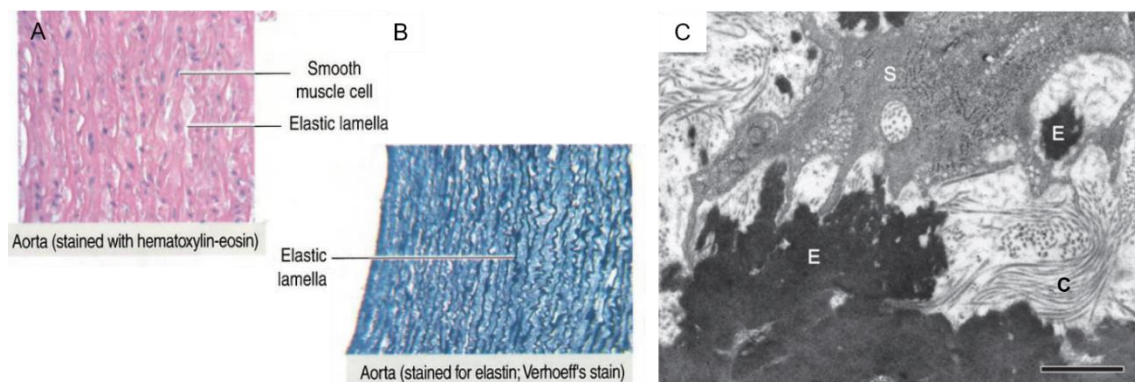 A
Smooth
muscle cell
Elastic lamella
Aorta (stained with hematoxylin-eosin)
B
Elastic
lamella
Aorta (stained for elastin; Verhoeff's stain)
C
S
E
E
C